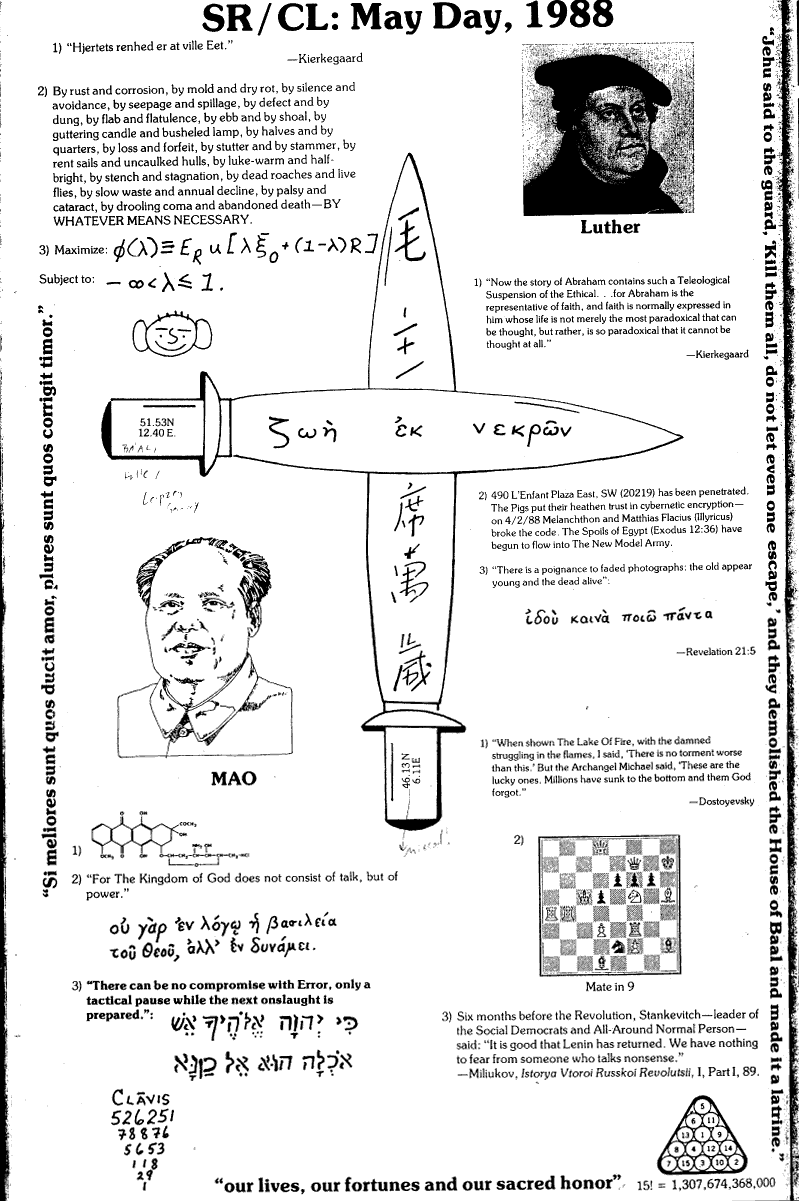 SR/CL: May Day, 1988
1) “Hjertets renhed er at ville Eet.”
—Kierkegaard
2) By rust and corrosion, by mold and dry rot, by silence and
avoidance, by seepage and spillage, by defect and by
dung, by flab and flatulence, by ebb and by shoal, by
guttering candle and busheled lamp, by halves and by
quarters, by loss and forfeit, by stutter and by stammer, by
rent sails and uncaulked hulls, by luke-warm and half-
bright, by stench and stagnation, by dead roaches and live
flies, by slow waste and annual decline, by palsy and
cataract, by drooling coma and abandoned death—BY
WHATEVER MEANS NECESSARY.
3) Maximize: φ(λ)≡E_R u[λξ̄₀+(1-λ)R]
Subject to: -∞<λ≤1.
Luther
1) “Now the story of Abraham contains such a Teleological
Suspension of the Ethical. . .for Abraham is the
representative of faith, and faith is normally expressed in
him whose life is not merely the most paradoxical that can
be thought, but rather, is so paradoxical that it cannot be
thought at all.”
—Kierkegaard
毛
主
51.53N
12.40 E.
ζωὴ ἐκ νεκρῶν
席
萬
歲
46.13 N
6.11E
2) 490 L'Enfant Plaza East, SW (20219) has been penetrated.
The Pigs put their heathen trust in cybernetic encryption—
on 4/2/88 Melanchthon and Matthias Flacius (Illyricus)
broke the code. The Spoils of Egypt (Exodus 12:36) have
begun to flow into The New Model Army.
3) “There is a poignance to faded photographs: the old appear
young and the dead alive”:
ἰδοὺ καινὰ ποιῶ πάντα
—Revelation 21:5
MAO
1) “When shown The Lake Of Fire, with the damned
struggling in the flames, I said, ‘There is no torment worse
than this.’ But the Archangel Michael said, ‘These are the
lucky ones. Millions have sunk to the bottom and them God
forgot.”
—Dostoyevsky
2)
Mate in 9
1)
2) “For The Kingdom of God does not consist of talk, but of
power.”
οὐ γὰρ ἐν λόγῳ ἡ βασιλεία
τοῦ Θεοῦ, ἀλλ' ἐν δυνάμει.
3) “There can be no compromise with Error, only a
tactical pause while the next onslaught is
prepared.”:
כִּי יְהוָה אֱלֹהֶיךָ אֵשׁ
אֹכְלָה הוּא אֵל קַנָּא
3) Six months before the Revolution, Stankevitch—leader of
the Social Democrats and All-Around Normal Person—
said: “It is good that Lenin has returned. We have nothing
to fear from someone who talks nonsense.”
—Miliukov, Istorya Vtoroi Russkoi Revolutsii, I, Part I, 89.
CLĀVIS
526251
78876
5653
118
29
1
5
6 11
13 1 9
8 4 12 14
7 15 3 10 2
15! = 1,307,674,368,000
“our lives, our fortunes and our sacred honor”
“Si meliores sunt quos ducit amor, plures sunt quos corrigit timor.”
“Jehu said to the guard, ‘Kill them all, do not let even one escape,’ and they demolished the House of Baal and made it a latrine.”